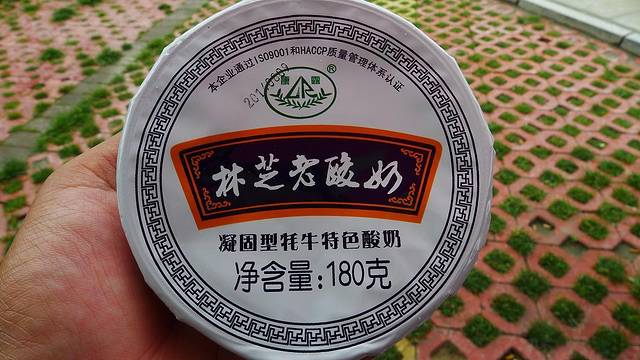 本企业通过ISO9001和HACCP质量管理体系认证
康露
®
林芝老酸奶
凝固型牦牛特色酸奶
净含量:180克